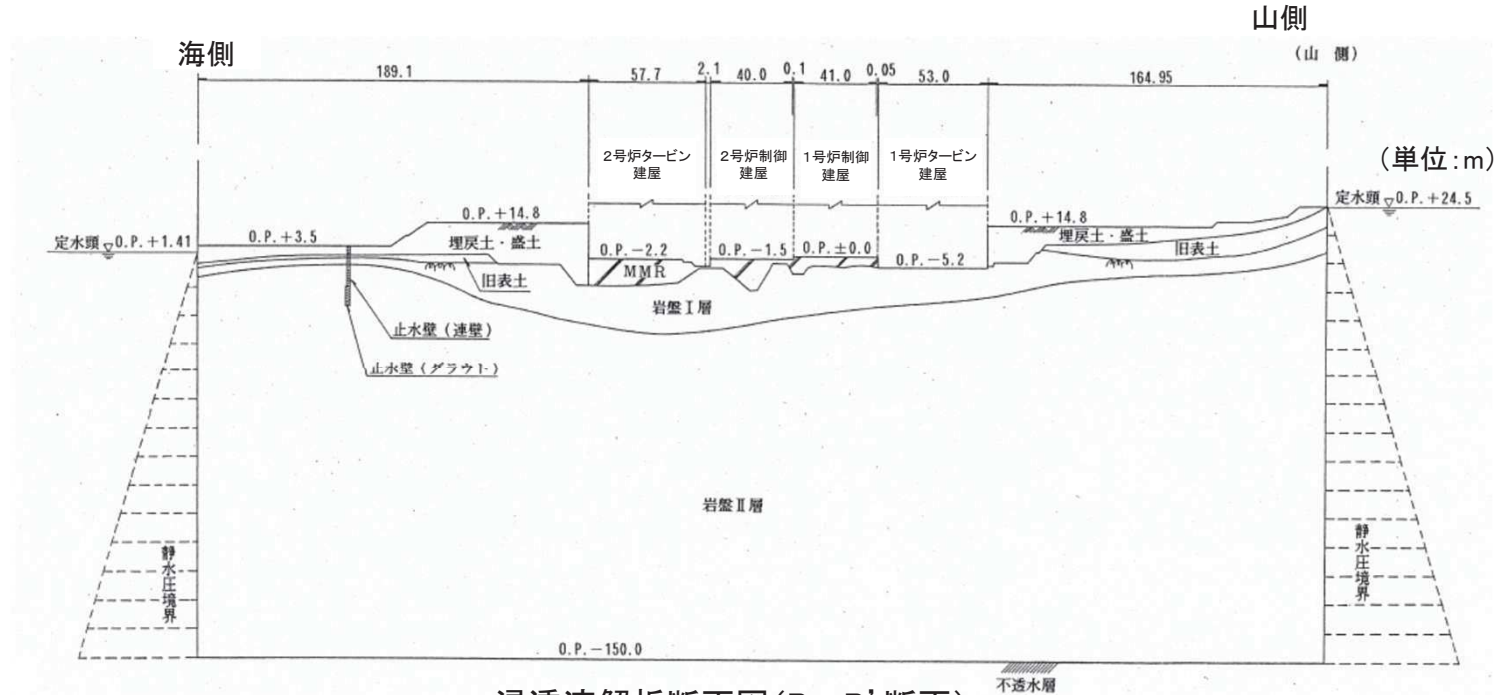 山側
海側
(山 側)
189.1
57.7
2.1
40.0
0.1
41.0
0.05
53.0
164.95
2号炉タービン
建屋
2号炉制御
建屋
1号炉制御
建屋
1号炉タービン
建屋
(単位:m)
定水頭 O.P.+1.41
O.P.+3.5
O.P.+14.8
埋戻土・盛土
旧表土
O.P.-2.2
MMR
O.P.-1.5
O.P.±0.0
O.P.-5.2
O.P.+14.8
埋戻土・盛土
旧表土
定水頭 O.P.+24.5
岩盤Ⅰ層
止水壁(連壁)
止水壁(グラウト)
岩盤Ⅱ層
静水圧境界
静水圧境界
O.P.-150.0
不透水層